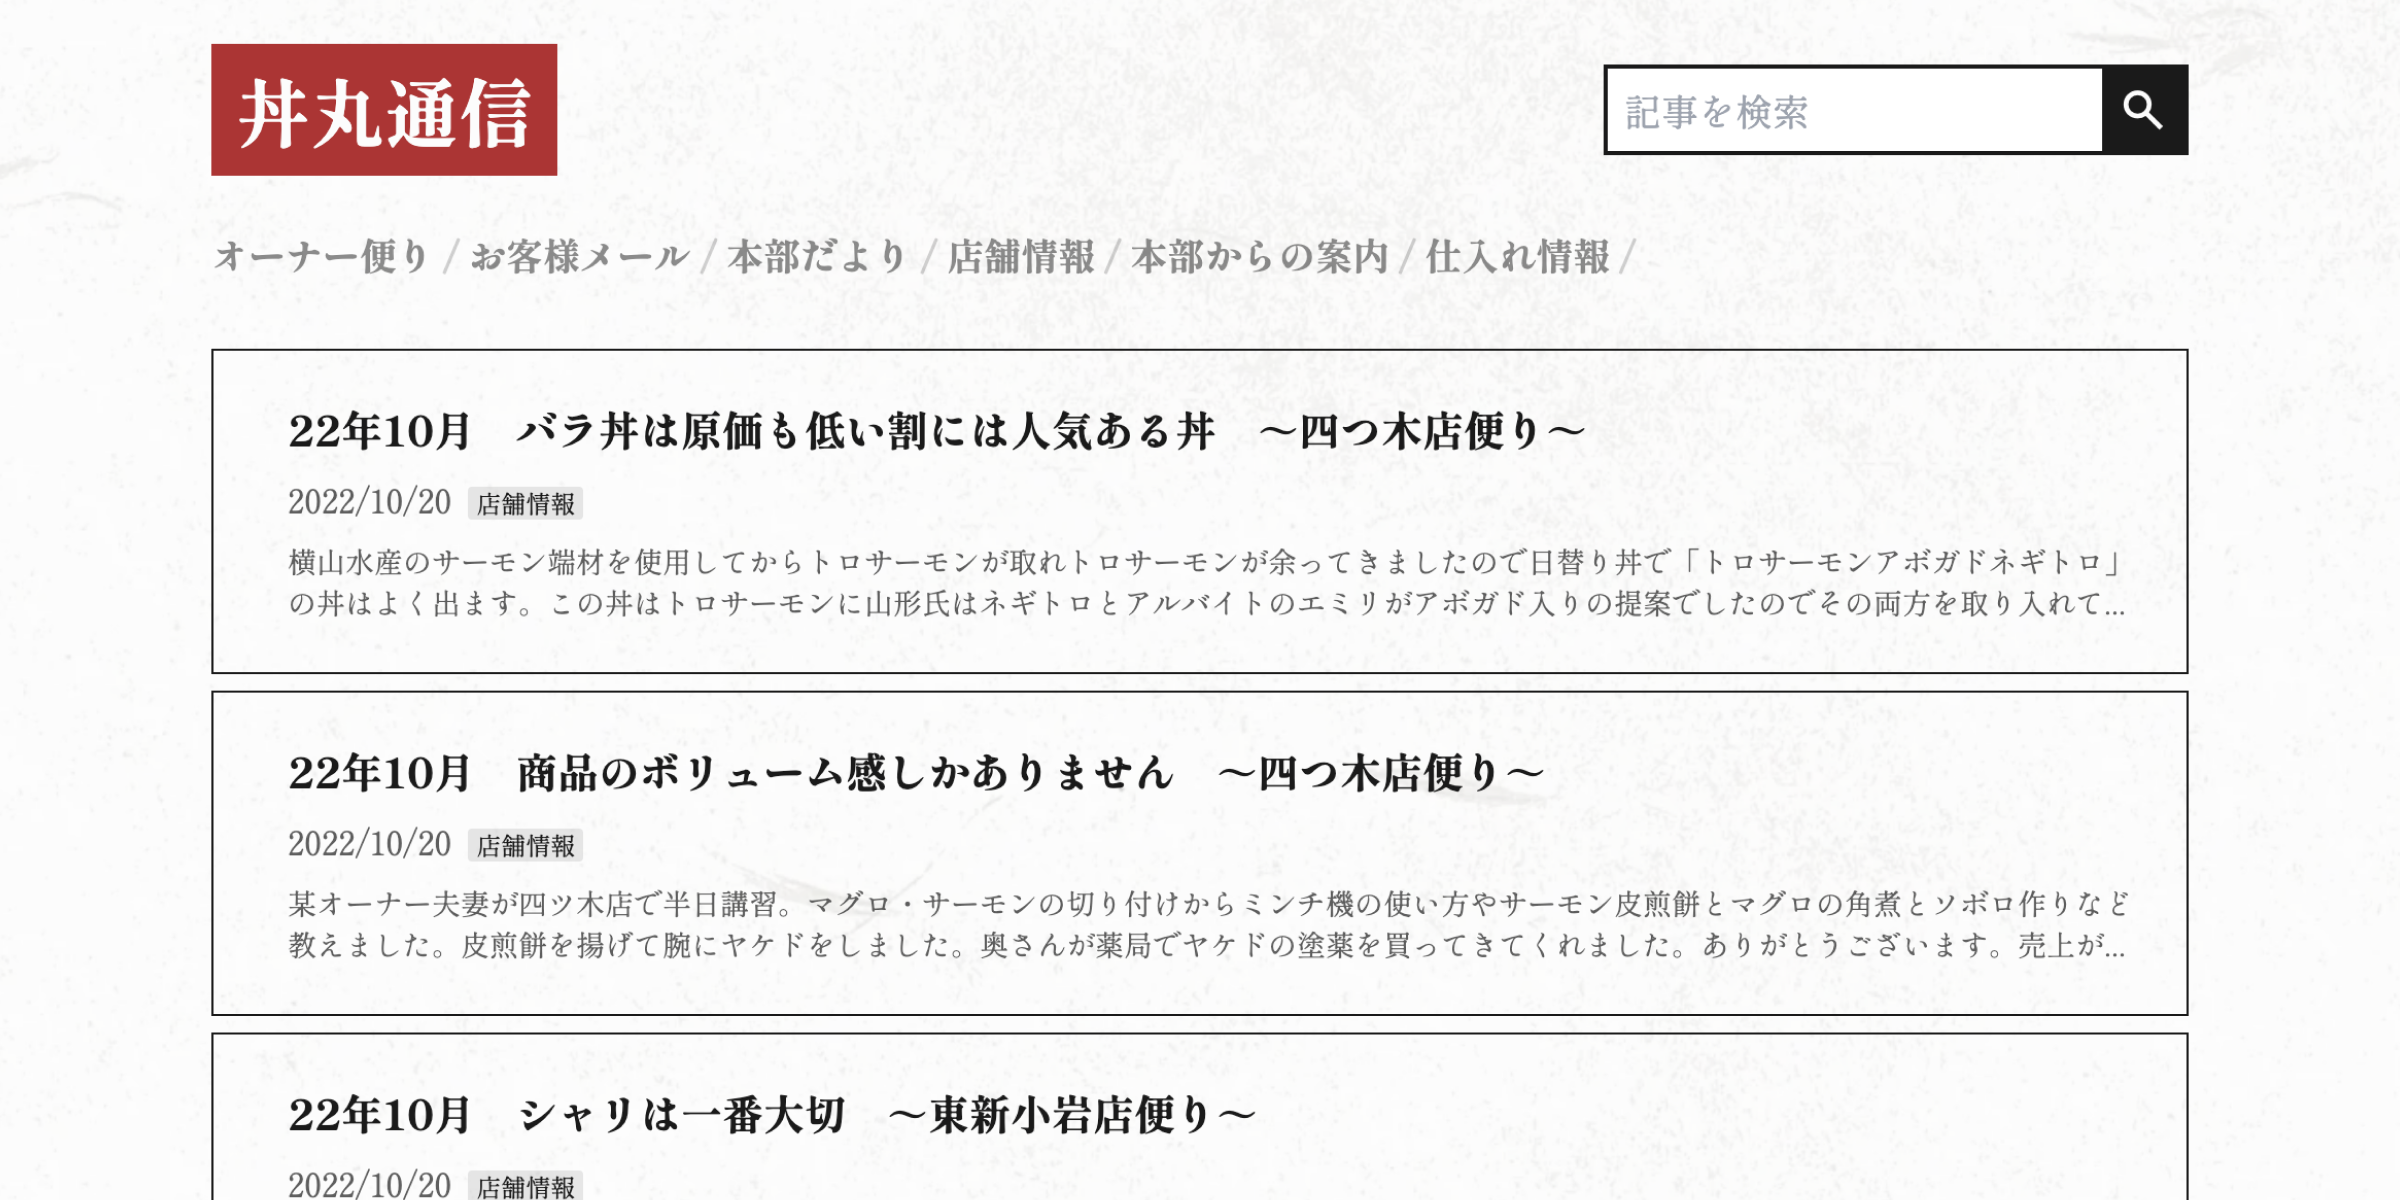 丼丸通信
記事を検索
オーナー便り / お客様メール / 本部だより / 店舗情報 / 本部からの案内 / 仕入れ情報 /
22年10月　バラ丼は原価も低い割には人気ある丼　〜四つ木店便り〜
2022/10/20 店舗情報
横山水産のサーモン端材を使用してからトロサーモンが取れトロサーモンが余ってきましたので日替り丼で「トロサーモンアボガドネギトロ」
の丼はよく出ます。この丼はトロサーモンに山形氏はネギトロとアルバイトのエミリがアボガド入りの提案でしたのでその両方を取り入れて...
22年10月　商品のボリューム感しかありません　〜四つ木店便り〜
2022/10/20 店舗情報
某オーナー夫妻が四ツ木店で半日講習。マグロ・サーモンの切り付けからミンチ機の使い方やサーモン皮煎餅とマグロの角煮とソボロ作りなど
教えました。皮煎餅を揚げて腕にヤケドをしました。奥さんが薬局でヤケドの塗薬を買ってきてくれました。ありがとうございます。売上が...
22年10月　シャリは一番大切　〜東新小岩店便り〜
2022/10/20 店舗情報